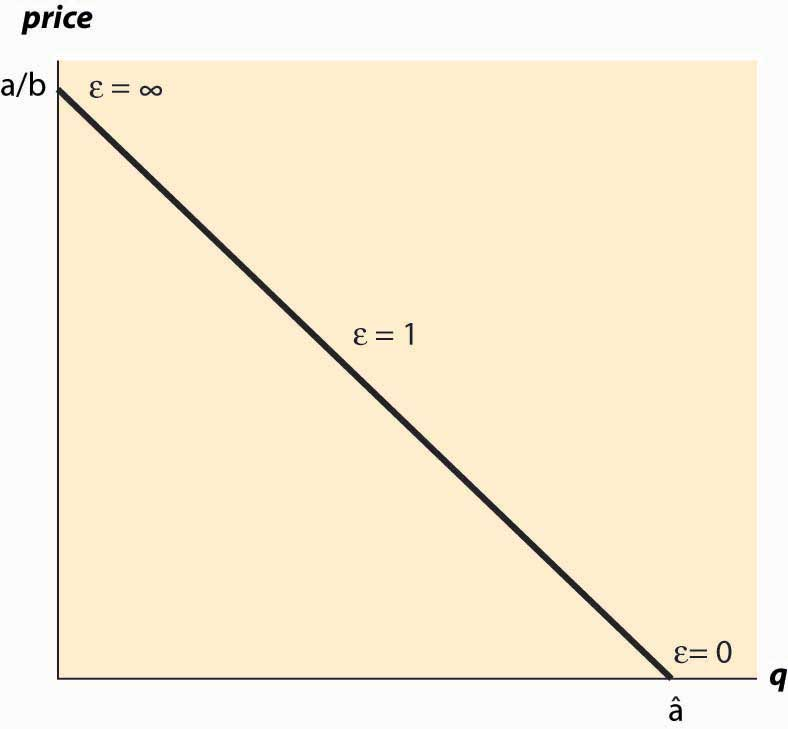 price
a/b
ε = ∞
ε = 1
ε= 0
q
â